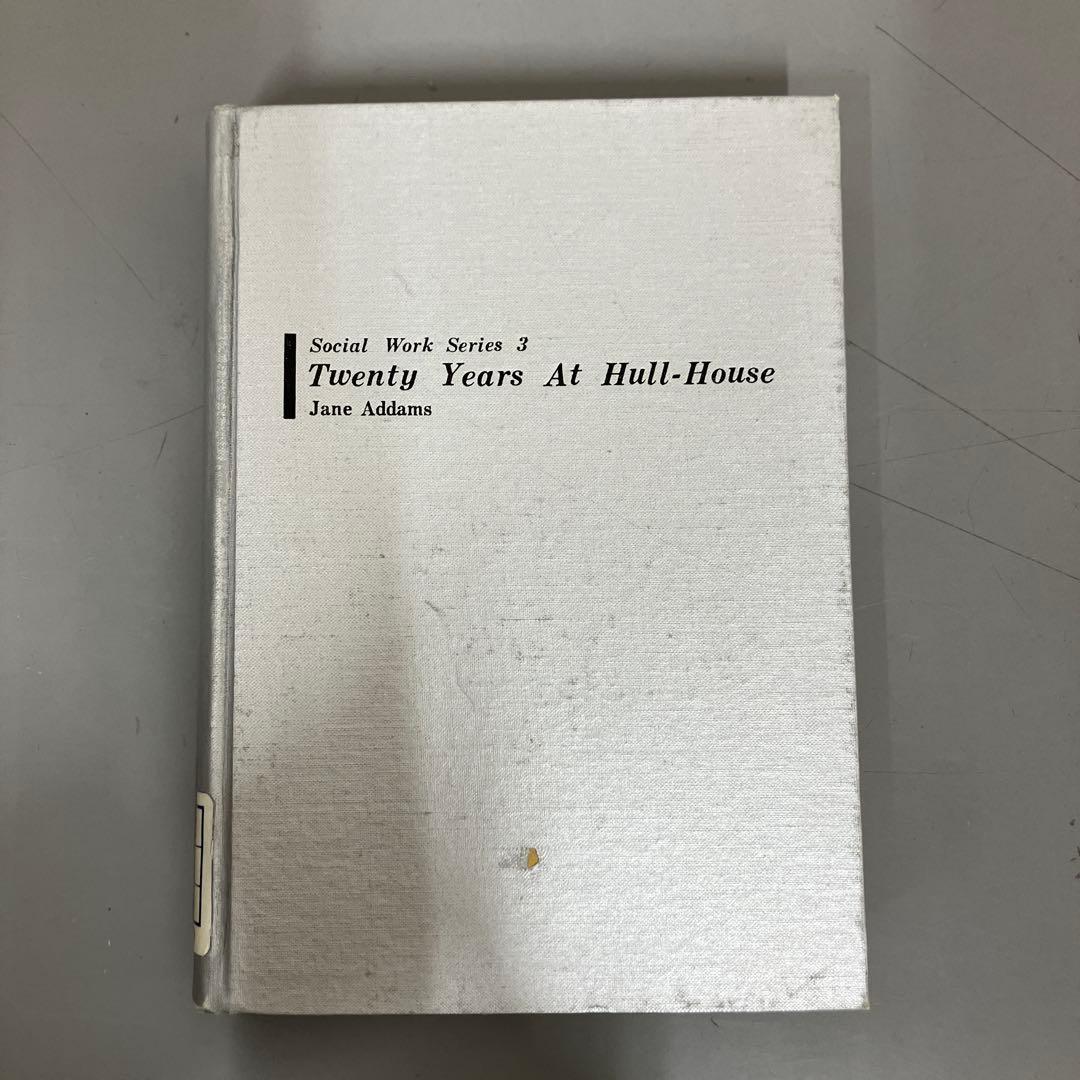 Social Work Series 3
Twenty Years At Hull-House
Jane Addams